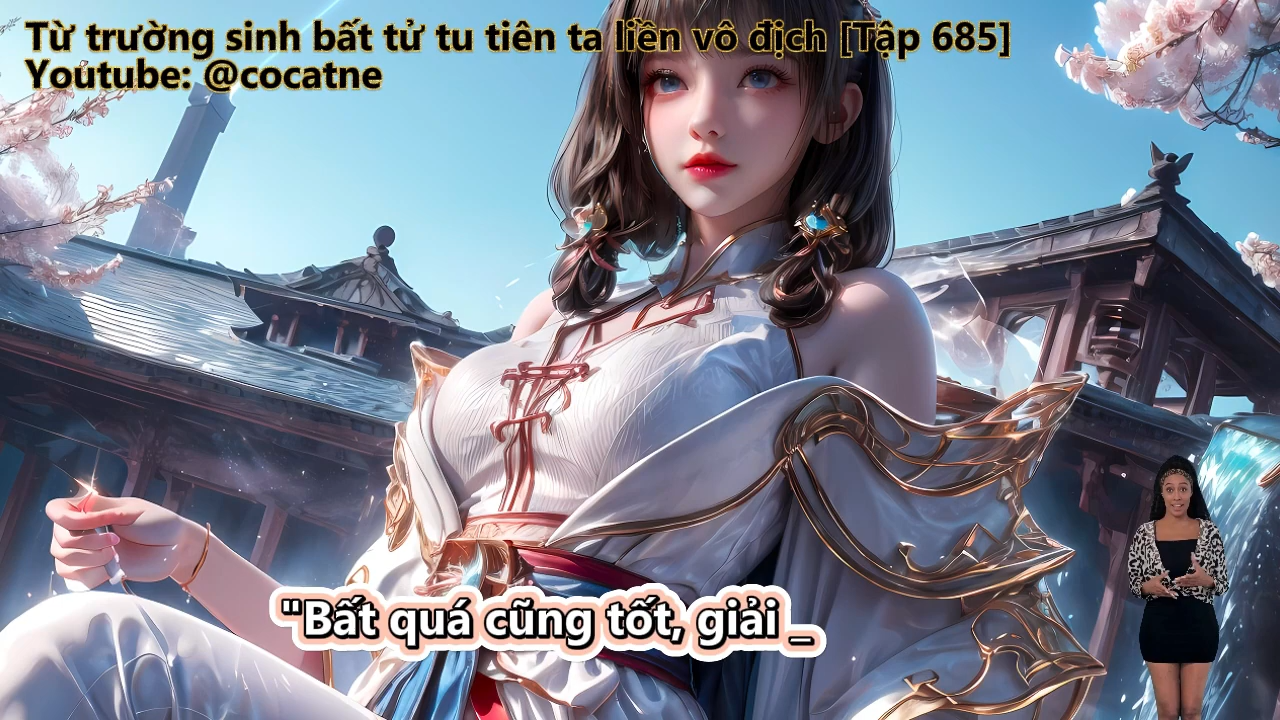 Từ trường sinh bất tử tu tiên ta liền vô địch [Tập 685]
Youtube: @cocatne
"Bất quá cũng tốt, giải _